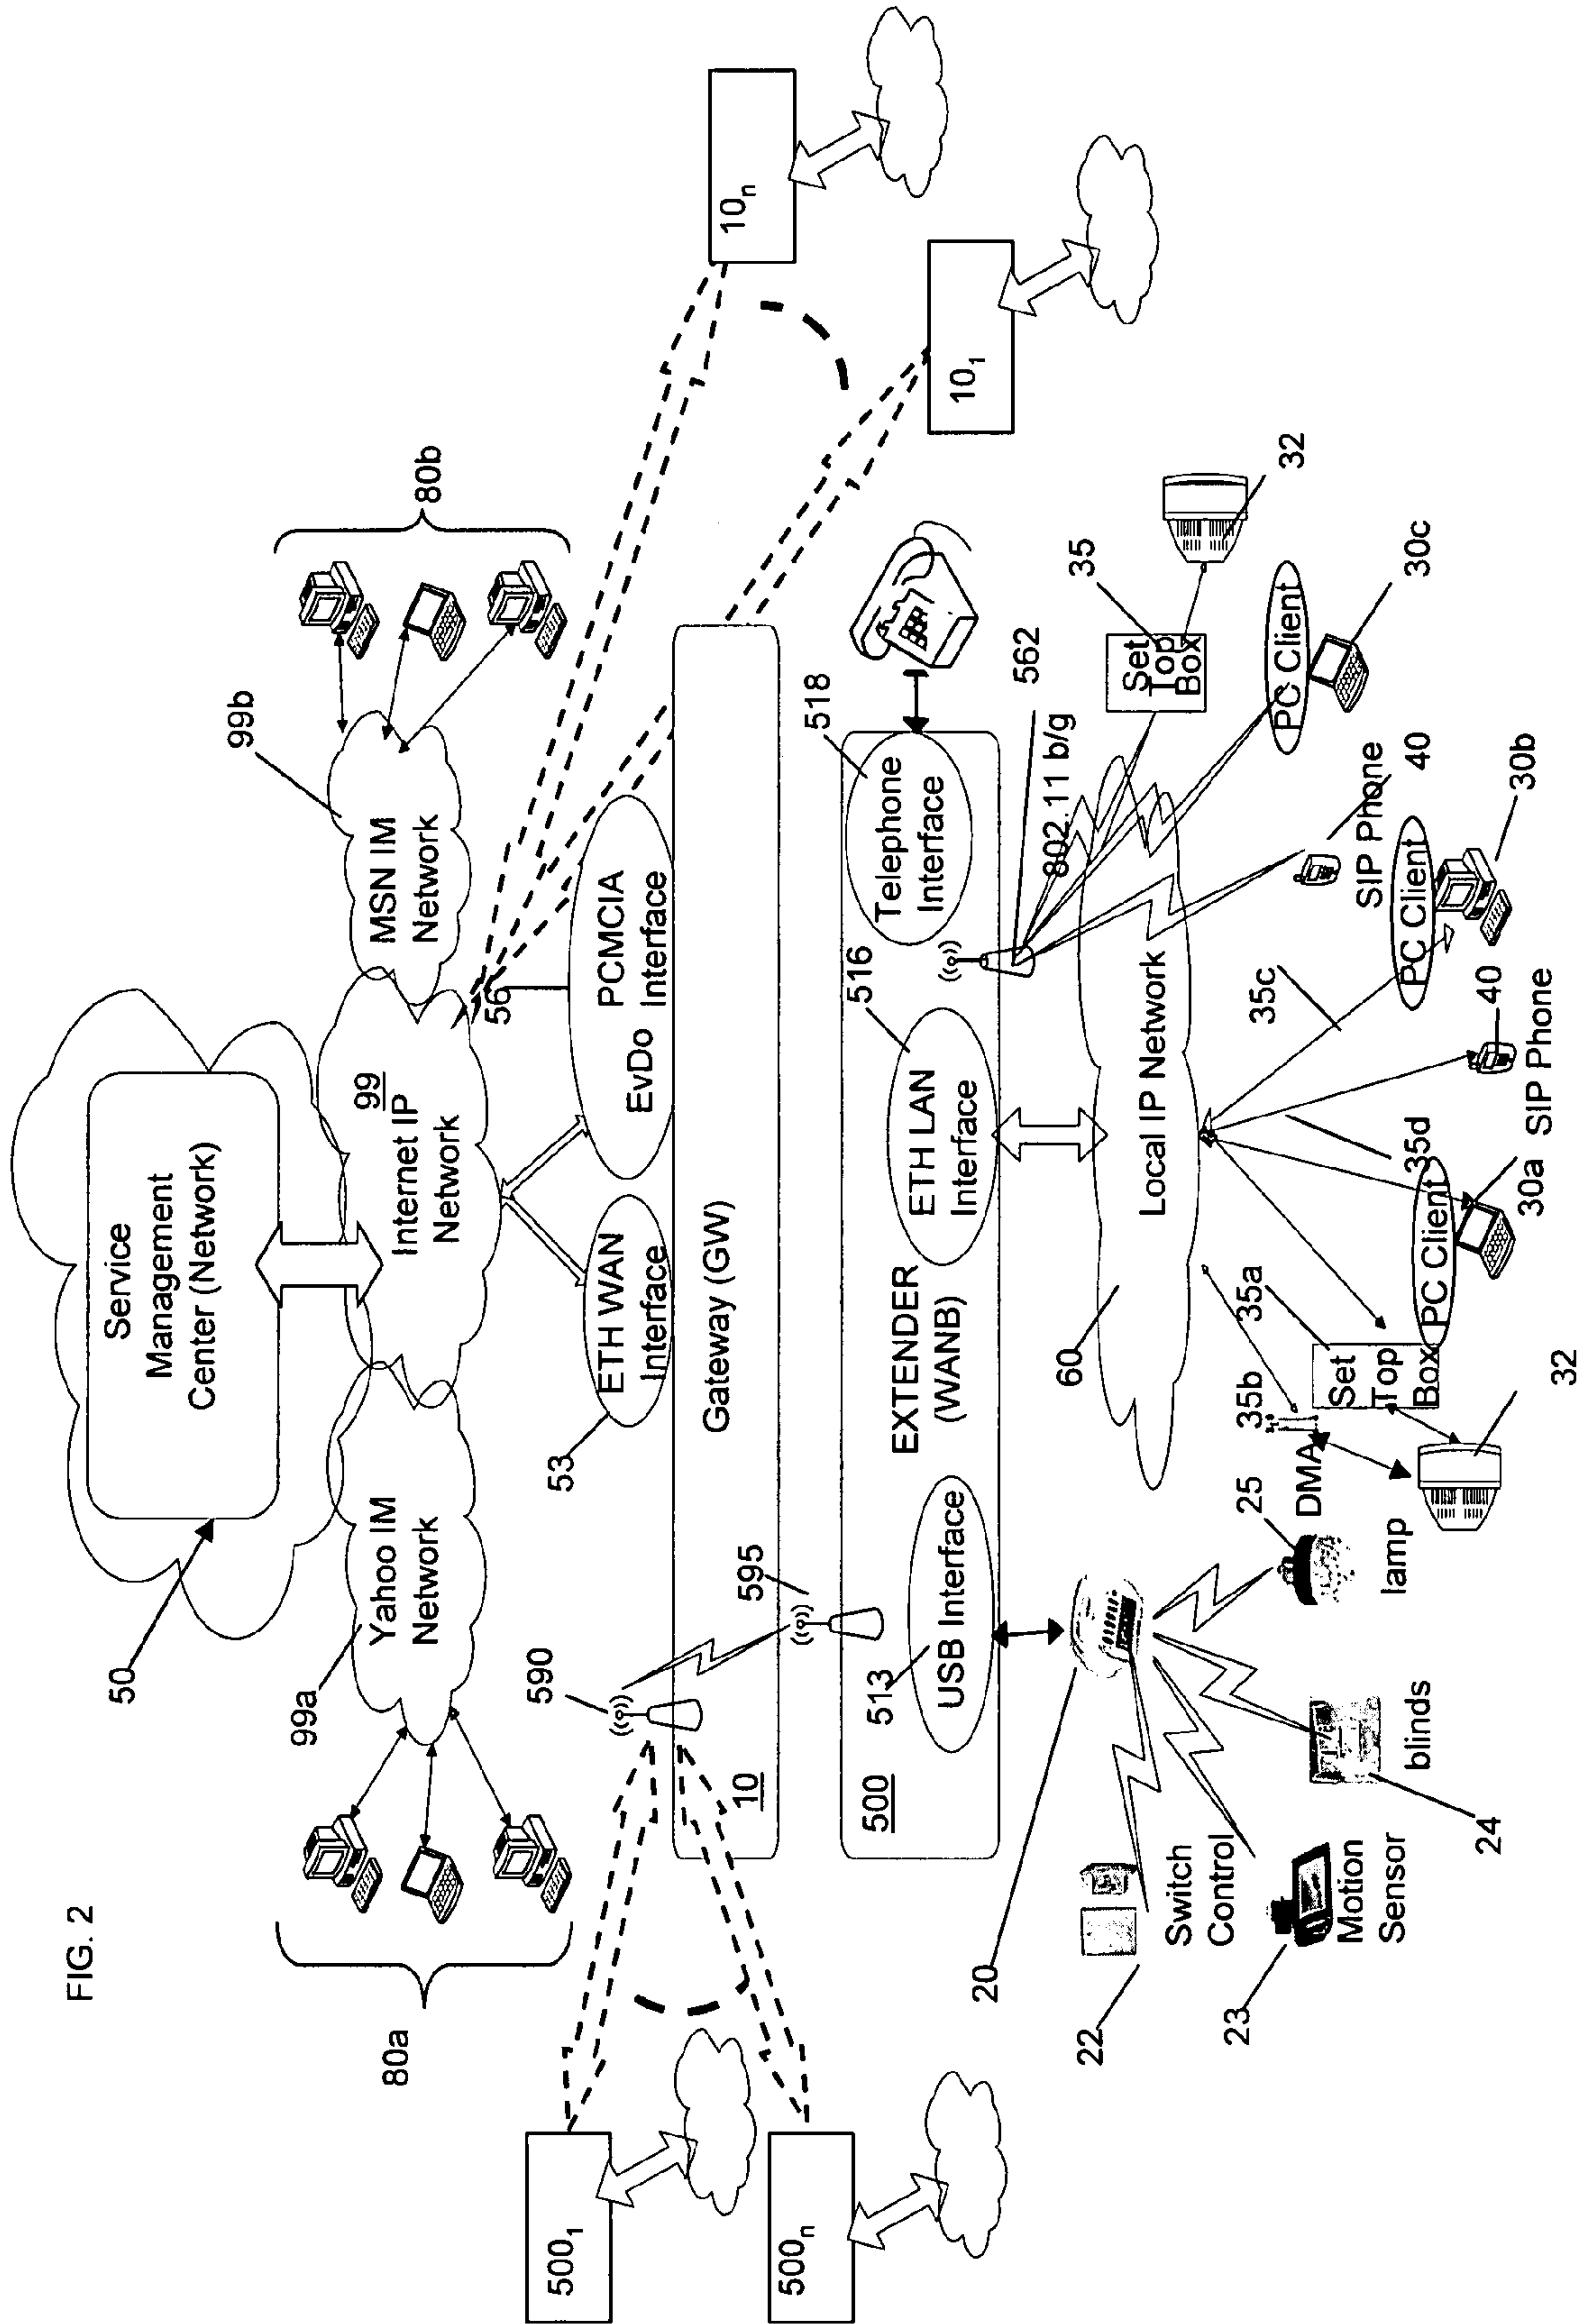 FIG. 2
50
Service
Management
Center (Network)
80a
99a
Yahoo IM
Network
99
Internet IP
Network
MSN IM
Network
99b
80b
590
53
ETH WAN
Interface
56
PCMCIA
EvDo Interface
500₁
10
Gateway (GW)
10ₙ
595
500ₙ
500
513
USB Interface
EXTENDER
(WANB)
516
ETH LAN
Interface
518
Telephone
Interface
10₁
562
802.11 b/g
20
60
Local IP Network
35
Set
Top
Box
32
22
Switch
Control
23
Motion
Sensor
24
blinds
25
lamp
DMA
35b
35a
Set
Top
Box
32
35c
35d
PC Client
30a
SIP Phone
40
PC Client
30b
SIP Phone
40
PC Client
30c